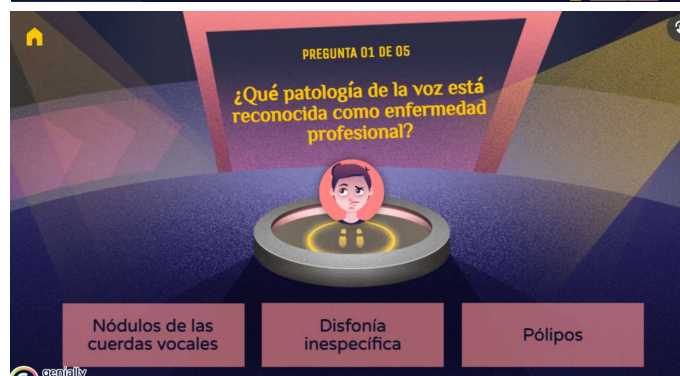 PREGUNTA 01 DE 05
¿Qué patología de la voz está
reconocida como enfermedad
profesional?
Nódulos de las
cuerdas vocales
Disfonía
inespecífica
Pólipos
genially